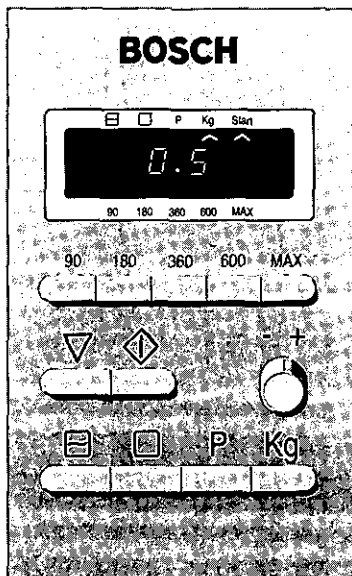 BOSCH
P Kg Start
0.5
90 180 360 600 MAX
90 180 360 600 MAX
- +
P Kg